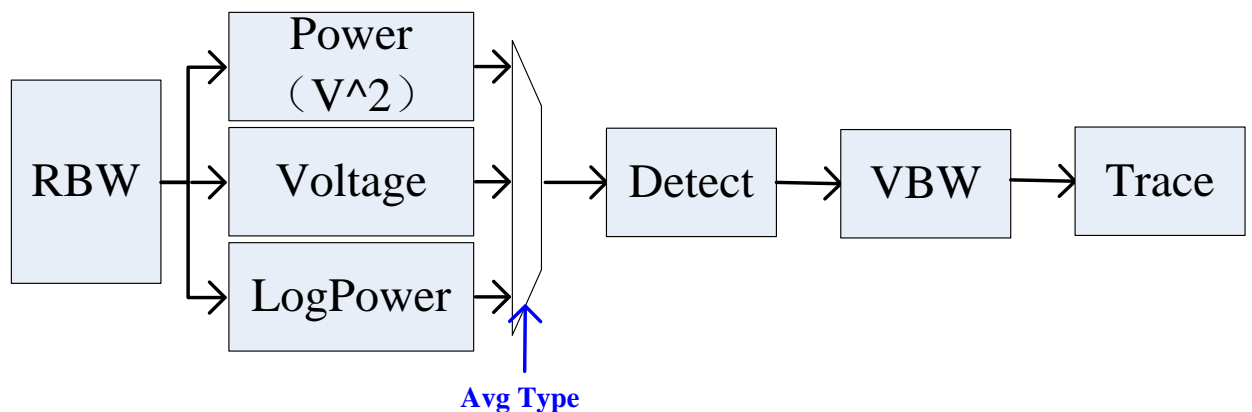 RBW
Power
（V^2）
Voltage
LogPower
Detect
VBW
Trace
Avg Type